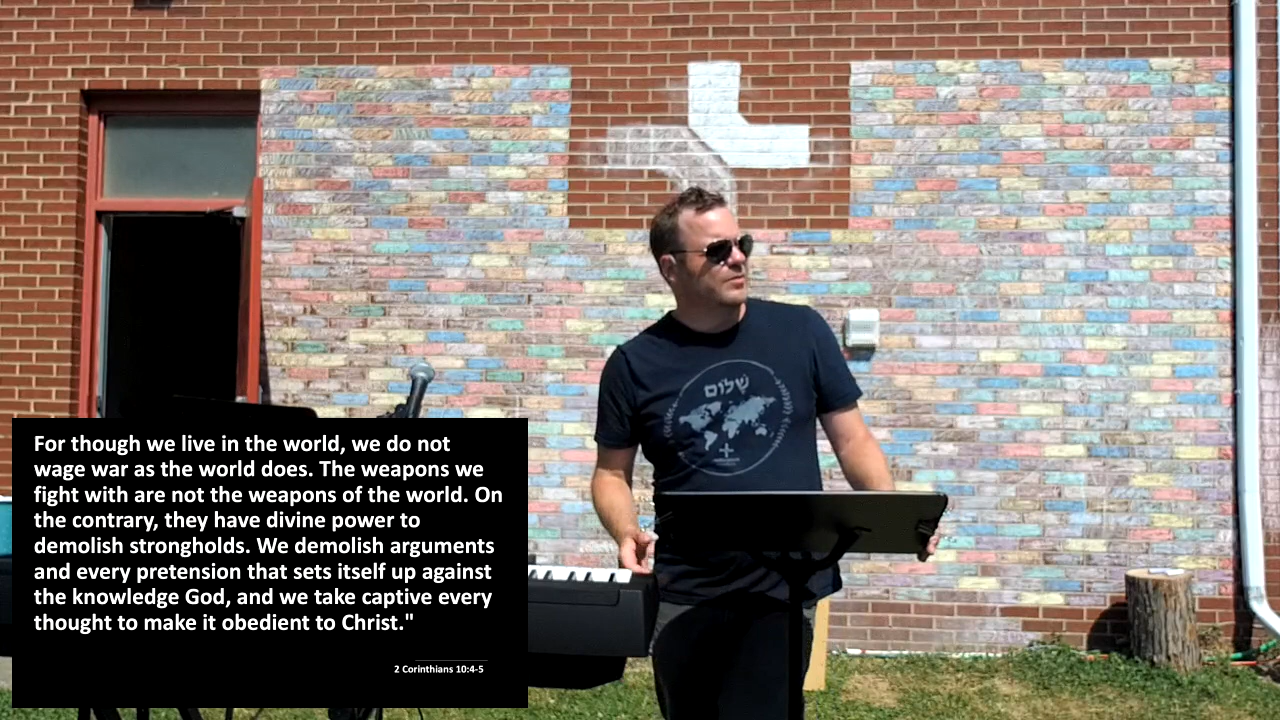 שלום
For though we live in the world, we do not
wage war as the world does. The weapons we
fight with are not the weapons of the world. On
the contrary, they have divine power to
demolish strongholds. We demolish arguments
and every pretension that sets itself up against
the knowledge God, and we take captive every
thought to make it obedient to Christ."
2 Corinthians 10:4-5